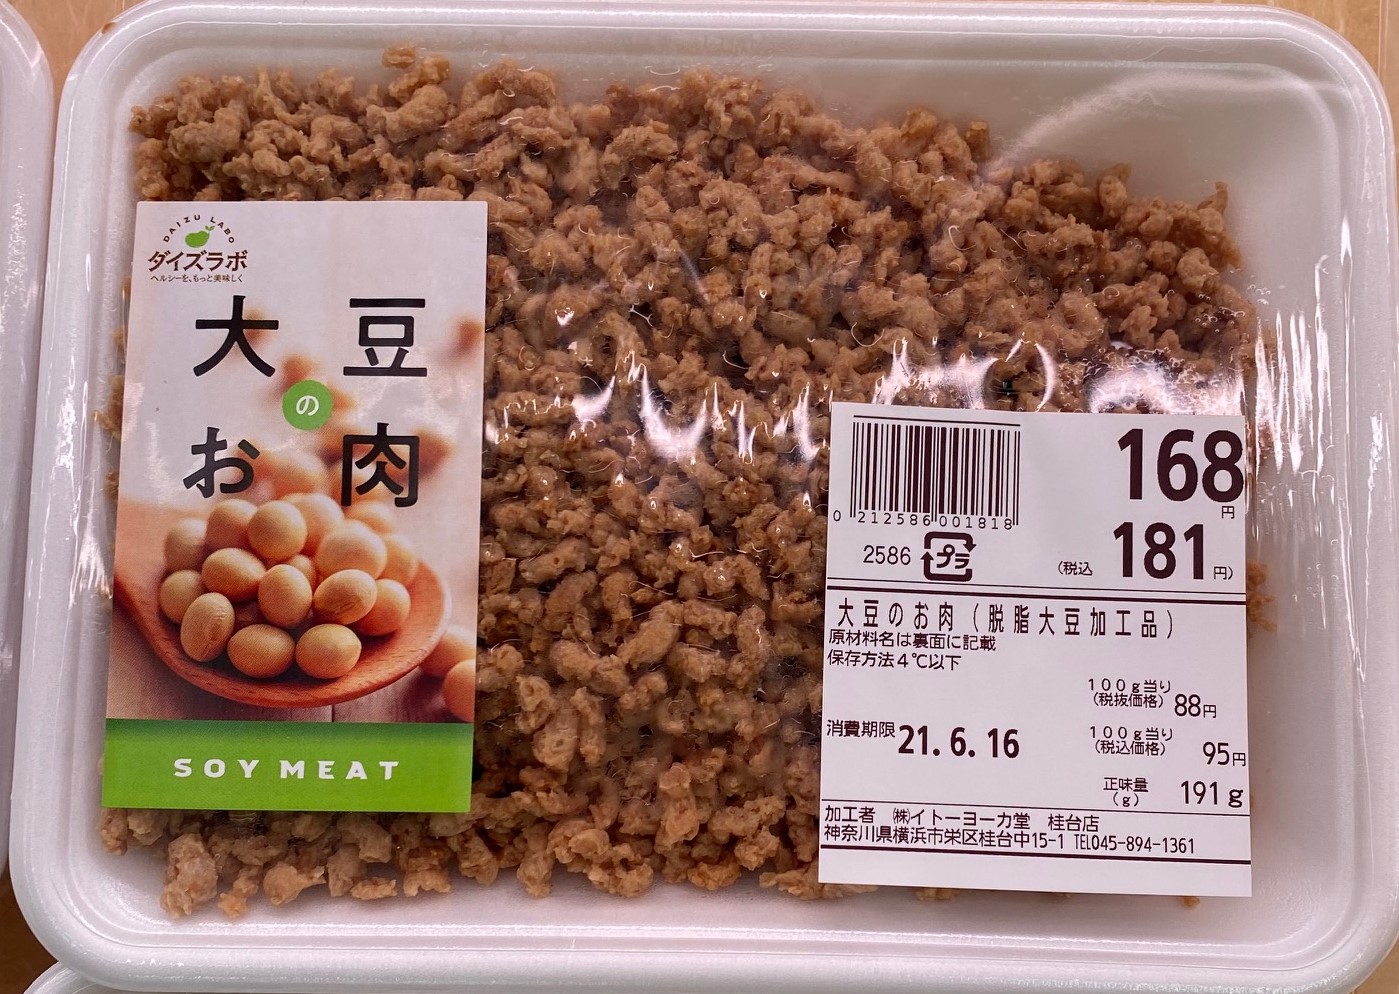 DAIZU LABO
ダイズラボ
ヘルシーを、もっと美味しく
大豆
の
お肉
SOY MEAT
0 212586 001818
2586 プラ
168円
(税込 181円)
大豆のお肉(脱脂大豆加工品)
原材料名は裏面に記載
保存方法4℃以下
100g当り
(税抜価格) 88円
消費期限 21.6.16
100g当り
(税込価格) 95円
正味量
(g) 191g
加工者 ㈱イトーヨーカ堂 桂台店
神奈川県横浜市栄区桂台中15-1 TEL045-894-1361